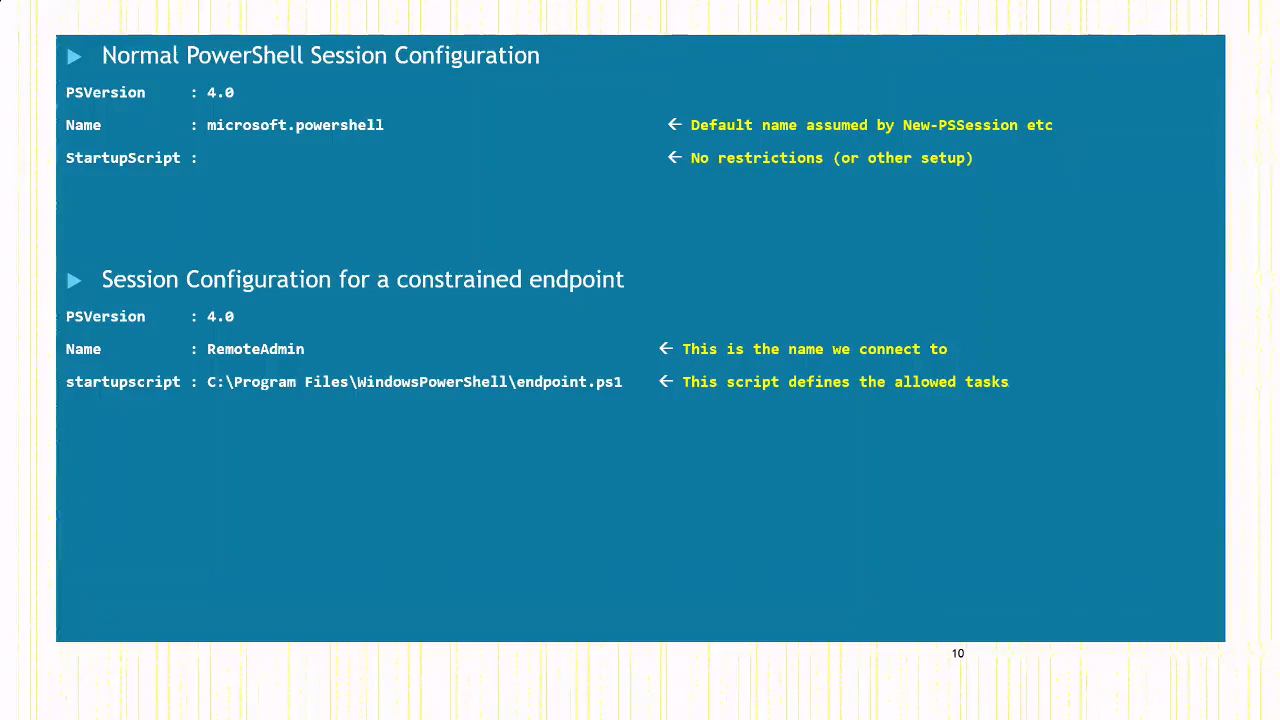 Normal PowerShell Session Configuration
PSVersion : 4.0
Name : microsoft.powershell ← Default name assumed by New-PSSession etc
StartupScript : ← No restrictions (or other setup)
Session Configuration for a constrained endpoint
PSVersion : 4.0
Name : RemoteAdmin ← This is the name we connect to
startupscript : C:\Program Files\WindowsPowerShell\endpoint.ps1 ← This script defines the allowed tasks
10